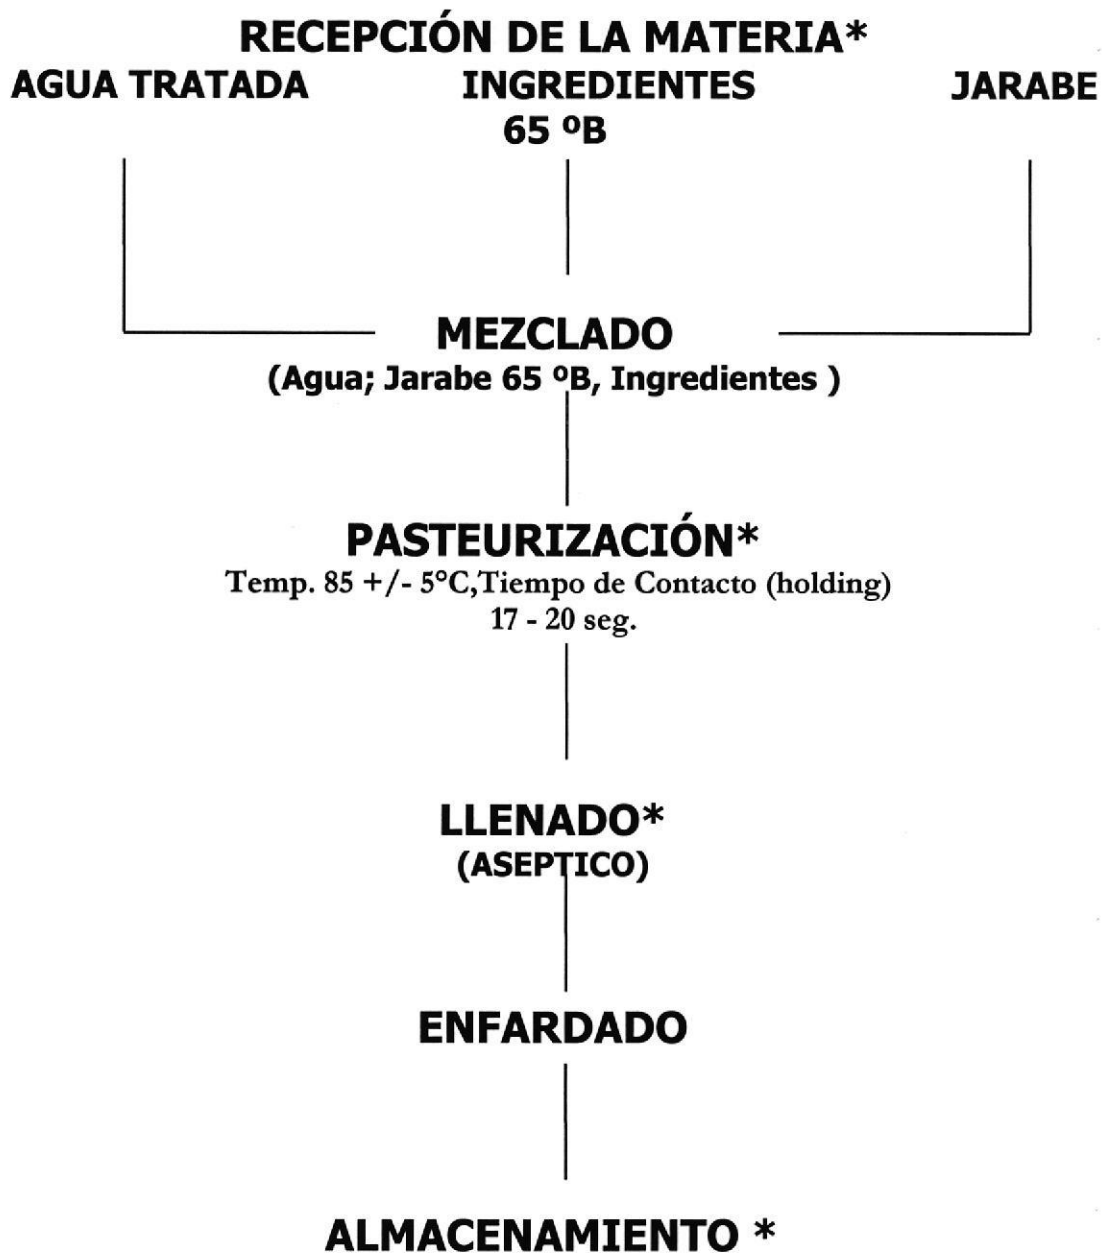 RECEPCIÓN DE LA MATERIA*
AGUA TRATADA INGREDIENTES JARABE
65 ºB
MEZCLADO
(Agua; Jarabe 65 ºB, Ingredientes )
PASTEURIZACIÓN*
Temp. 85 +/- 5°C,Tiempo de Contacto (holding)
17 - 20 seg.
LLENADO*
(ASEPTICO)
ENFARDADO
ALMACENAMIENTO *